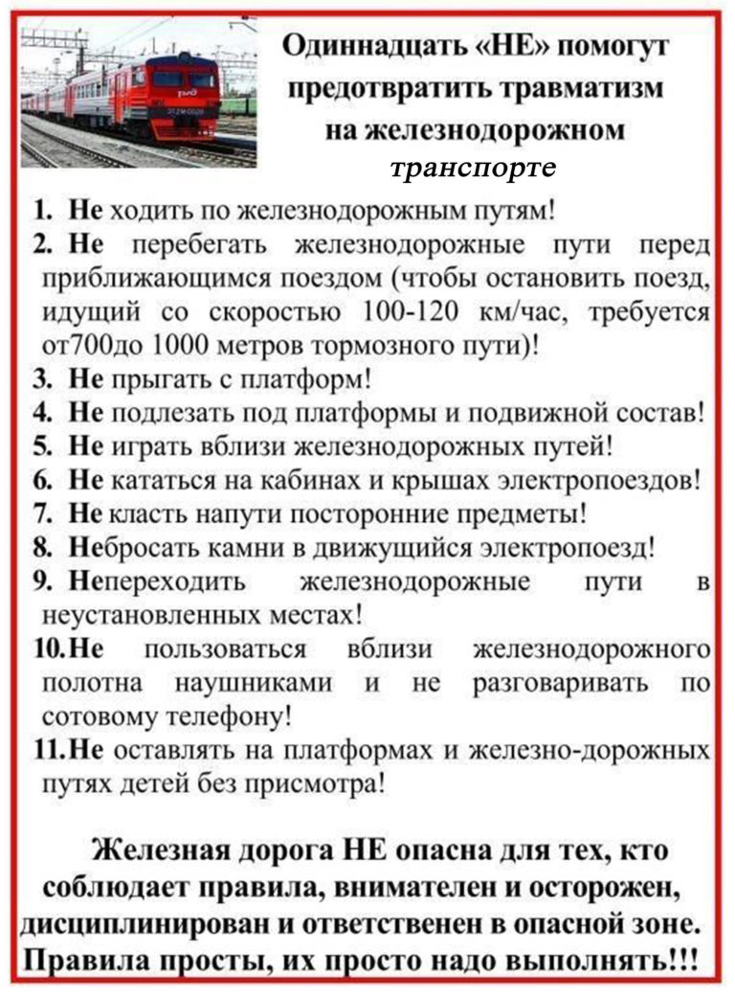 Одиннадцать «НЕ» помогут
предотвратить травматизм
на железнодорожном
транспорте
РЖД
1. Не ходить по железнодорожным путям!
2. Не перебегать железнодорожные пути перед
приближающимся поездом (чтобы остановить поезд,
идущий со скоростью 100-120 км/час, требуется
от700до 1000 метров тормозного пути)!
3. Не прыгать с платформ!
4. Не подлезать под платформы и подвижной состав!
5. Не играть вблизи железнодорожных путей!
6. Не кататься на кабинах и крышах электропоездов!
7. Не класть напути посторонние предметы!
8. Небросать камни в движущийся электропоезд!
9. Непереходить железнодорожные пути в
неустановленных местах!
10.Не пользоваться вблизи железнодорожного
полотна наушниками и не разговаривать по
сотовому телефону!
11.Не оставлять на платформах и железно-дорожных
путях детей без присмотра!
Железная дорога НЕ опасна для тех, кто
соблюдает правила, внимателен и осторожен,
дисциплинирован и ответственен в опасной зоне.
Правила просты, их просто надо выполнять!!!